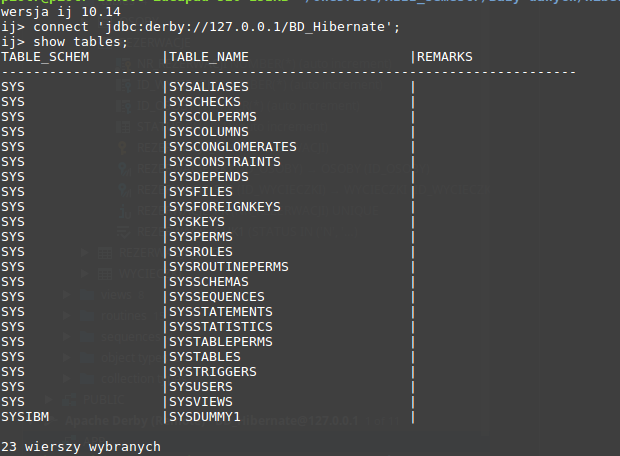 wersja ij 10.14
ij> connect 'jdbc:derby://127.0.0.1/BD_Hibernate';
ij> show tables;
TABLE_SCHEM |TABLE_NAME |REMARKS
------------------------------------------------------------------------
SYS |SYSALIASES |
SYS |SYSCHECKS |
SYS |SYSCOLPERMS |
SYS |SYSCOLUMNS |
SYS |SYSCONGLOMERATES |
SYS |SYSCONSTRAINTS |
SYS |SYSDEPENDS |
SYS |SYSFILES |
SYS |SYSFOREIGNKEYS |
SYS |SYSKEYS |
SYS |SYSPERMS |
SYS |SYSROLES |
SYS |SYSROUTINEPERMS |
SYS |SYSSCHEMAS |
SYS |SYSSEQUENCES |
SYS |SYSSTATEMENTS |
SYS |SYSSTATISTICS |
SYS |SYSTABLEPERMS |
SYS |SYSTABLES |
SYS |SYSTRIGGERS |
SYS |SYSUSERS |
SYS |SYSVIEWS |
SYSIBM |SYSDUMMY1 |
23 wierszy wybranych